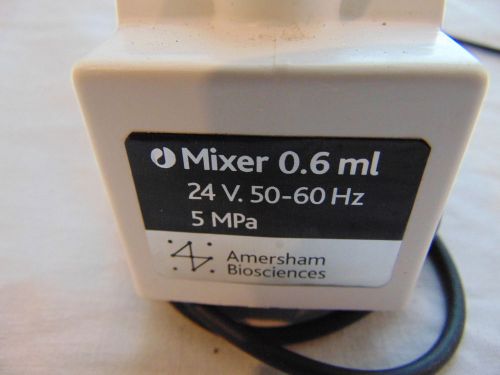 Mixer 0.6 ml
24 V. 50-60 Hz
5 MPa
Amersham
Biosciences